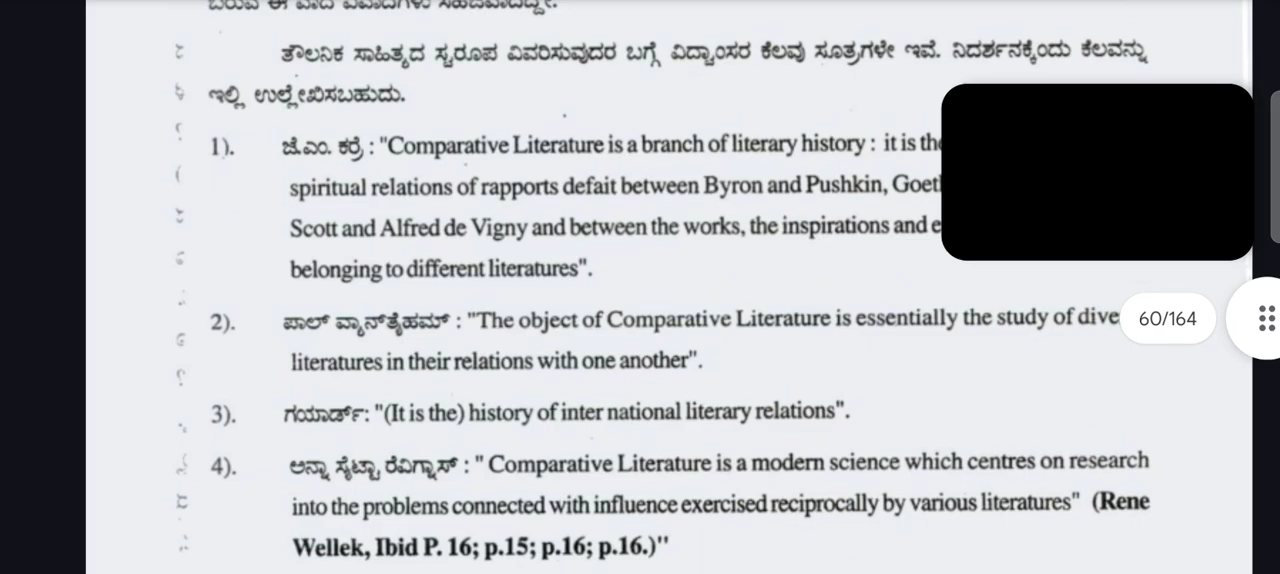 ತೌಲನಿಕ ಸಾಹಿತ್ಯದ ಸ್ವರೂಪ ವಿವರಿಸುವುದರ ಬಗ್ಗೆ ವಿದ್ವಾಂಸರ ಕೆಲವು ಸೂತ್ರಗಳೇ ಇವೆ. ನಿದರ್ಶನಕ್ಕೆಂದು ಕೆಲವನ್ನು
ಇಲ್ಲಿ ಉಲ್ಲೇಖಿಸಬಹುದು.
1). ಜೆ.ಎಂ. ಕರ್ರೆ : "Comparative Literature is a branch of literary history : it is the
spiritual relations of rapports defait between Byron and Pushkin,
Scott and Alfred de Vigny and between the works, the inspirations and
belonging to different literatures".
2). ಪಾಲ್ ವ್ಯಾನ್‌ತೈಹಮ್ : "The object of Comparative Literature is essentially the study of
60/164
literatures in their relations with one another".
3). ಗಯಾರ್ಡ್: "(It is the) history of inter national literary relations".
4). ಅನ್ನಾ ಸೈಟ್ಟಾ ರೆವಿಗ್ನಾಸ್ : " Comparative Literature is a modern science which centres on research
into the problems connected with influence exercised reciprocally by various literatures" (Rene
Wellek, Ibid P. 16; p.15; p.16; p.16.)"